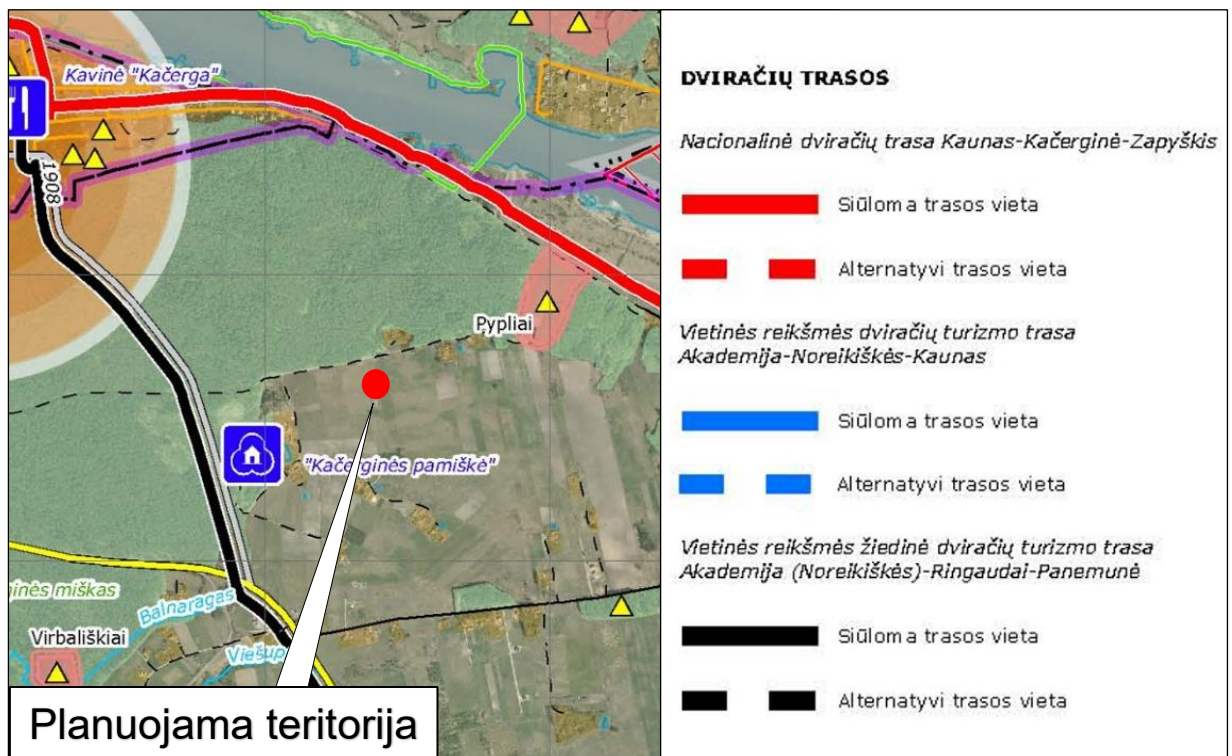 Kavinė "Kačerga"
1908
Pypliai
"Kačerginės pamiškė"
ginės miškas
Balnaragas
Virbališkiai
Viešup
Planuojama teritorija
DVIRAČIŲ TRASOS
Nacionalinė dviračių trasa Kaunas-Kačerginė-Zapyškis
Siūloma trasos vieta
Alternatyvi trasos vieta
Vietinės reikšmės dviračių turizmo trasa
Akademija-Noreikiškės-Kaunas
Siūloma trasos vieta
Alternatyvi trasos vieta
Vietinės reikšmės žiedinė dviračių turizmo trasa
Akademija (Noreikiškės)-Ringaudai-Panemunė
Siūloma trasos vieta
Alternatyvi trasos vieta